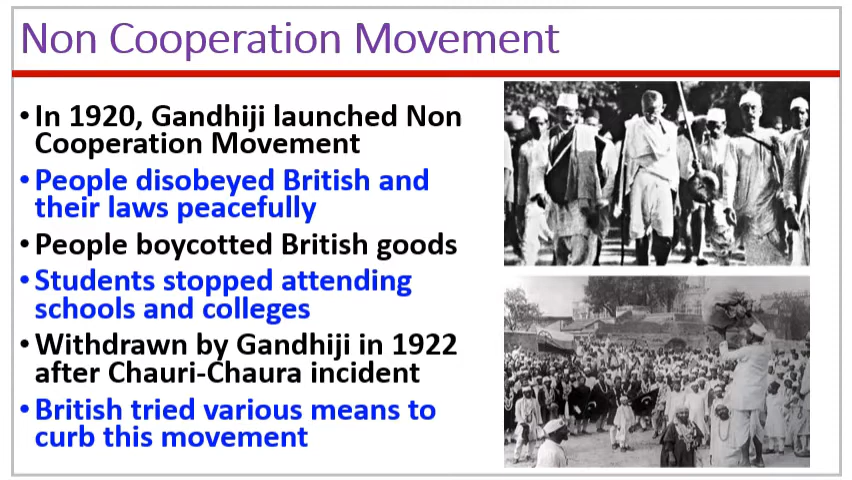 Non Cooperation Movement
• In 1920, Gandhiji launched Non
Cooperation Movement
• People disobeyed British and
their laws peacefully
• People boycotted British goods
• Students stopped attending
schools and colleges
• Withdrawn by Gandhiji in 1922
after Chauri-Chaura incident
• British tried various means to
curb this movement